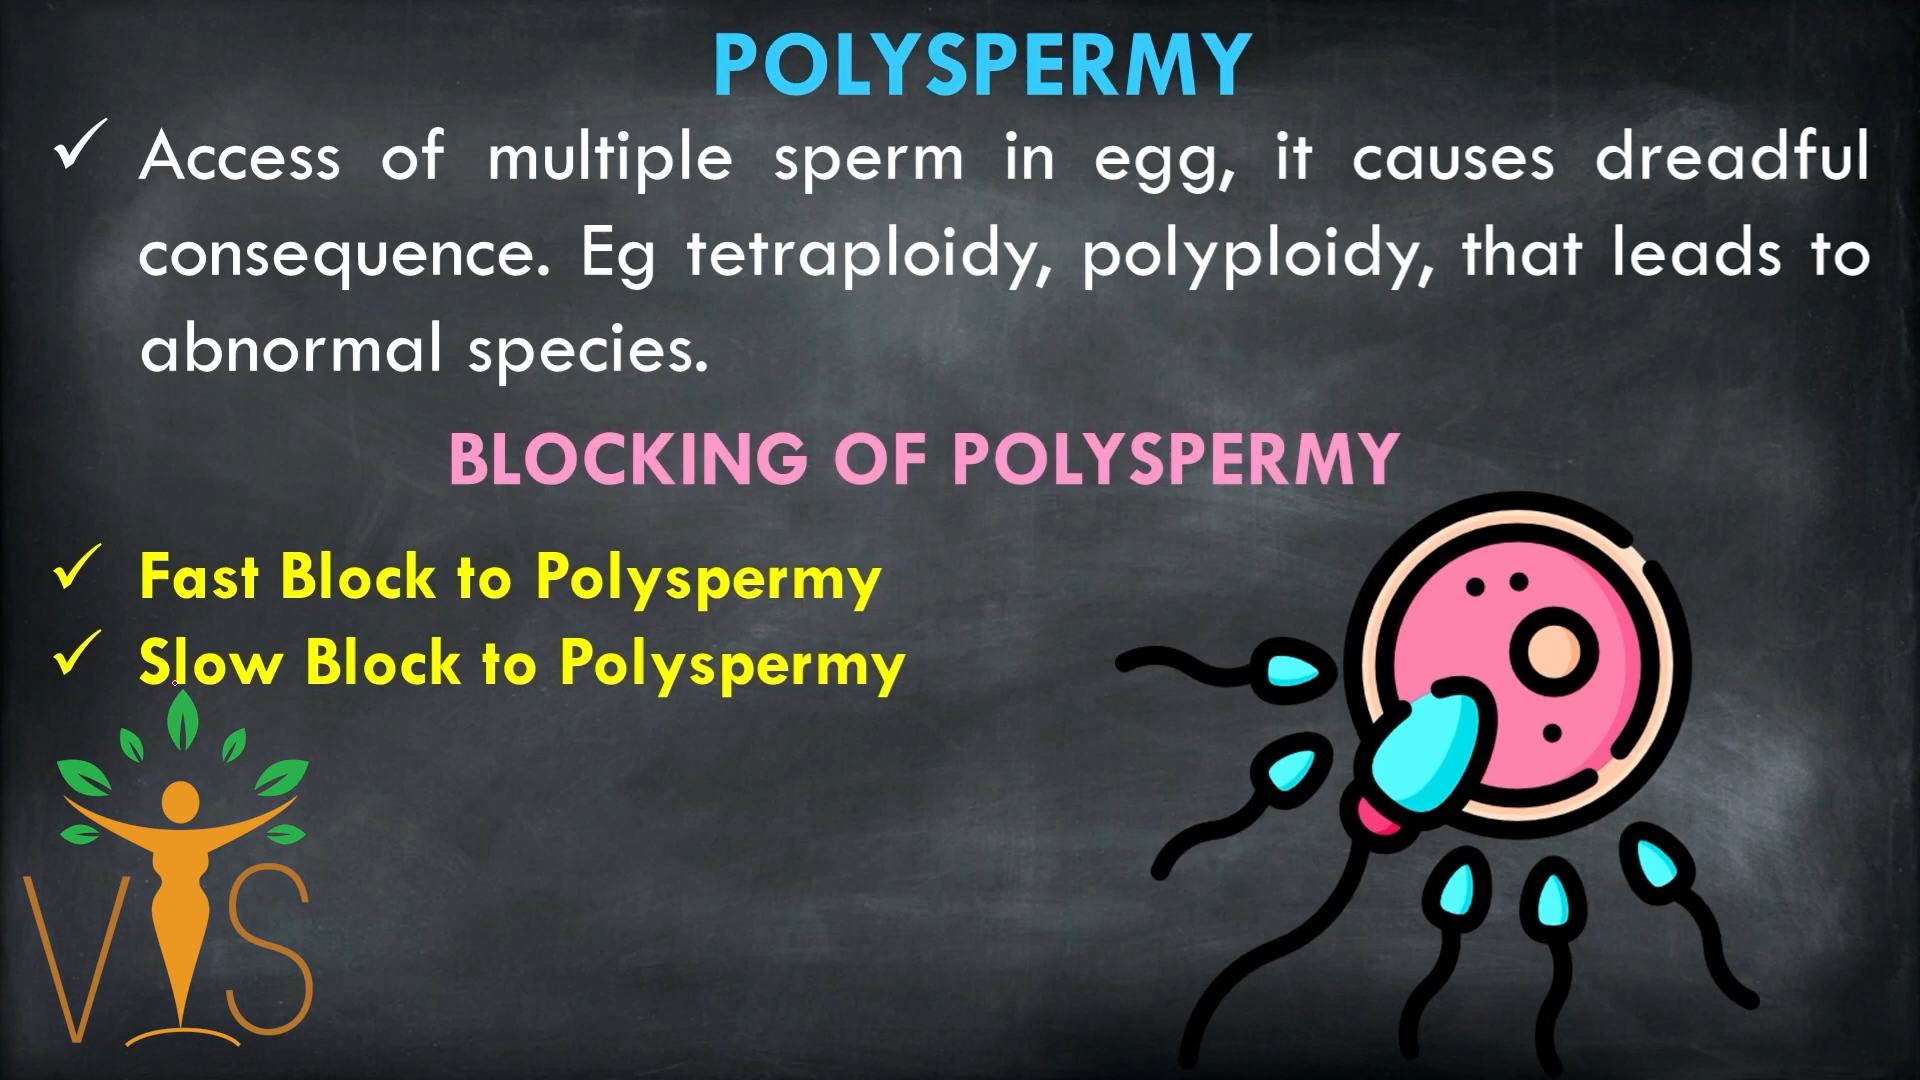 POLYSPERMY
Access of multiple sperm in egg, it causes dreadful
consequence. Eg tetraploidy, polyploidy, that leads to
abnormal species.
BLOCKING OF POLYSPERMY
Fast Block to Polyspermy
Slow Block to Polyspermy
VIS